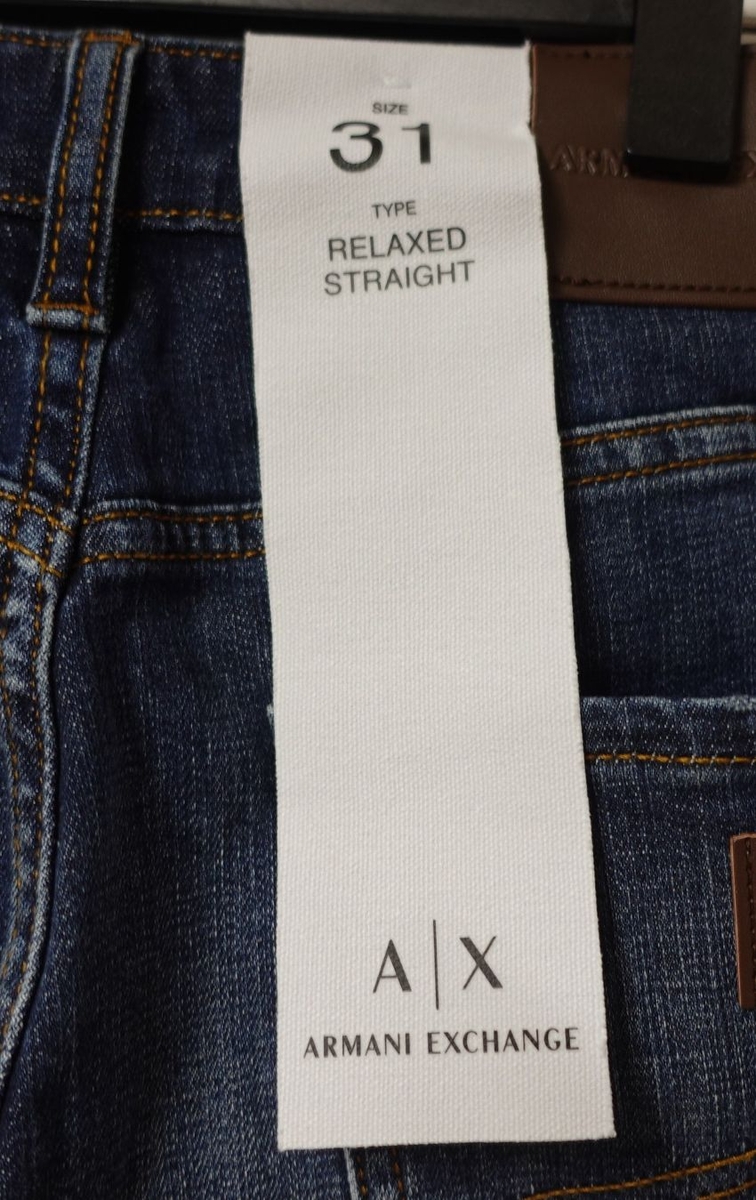 SIZE
31
TYPE
RELAXED
STRAIGHT
A|X
ARMANI EXCHANGE